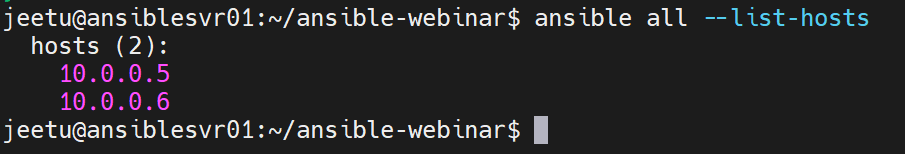 jeetu@ansiblesvr01:~/ansible-webinar$ ansible all --list-hosts
hosts (2):
10.0.0.5
10.0.0.6
jeetu@ansiblesvr01:~/ansible-webinar$